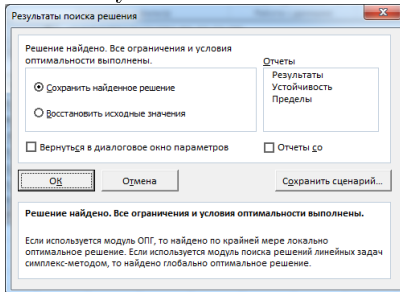 Результаты поиска решения
Решение найдено. Все ограничения и условия
оптимальности выполнены.
Отчеты
Результаты
Устойчивость
Пределы
Сохранить найденное решение
Восстановить исходные значения
Вернуться в диалоговое окно параметров
Отчеты со
ОК
Отмена
Сохранить сценарий...
Решение найдено. Все ограничения и условия оптимальности выполнены.
Если используется модуль ОПГ, то найдено по крайней мере локально
оптимальное решение. Если используется модуль поиска решений линейных задач
симплекс-методом, то найдено глобально оптимальное решение.